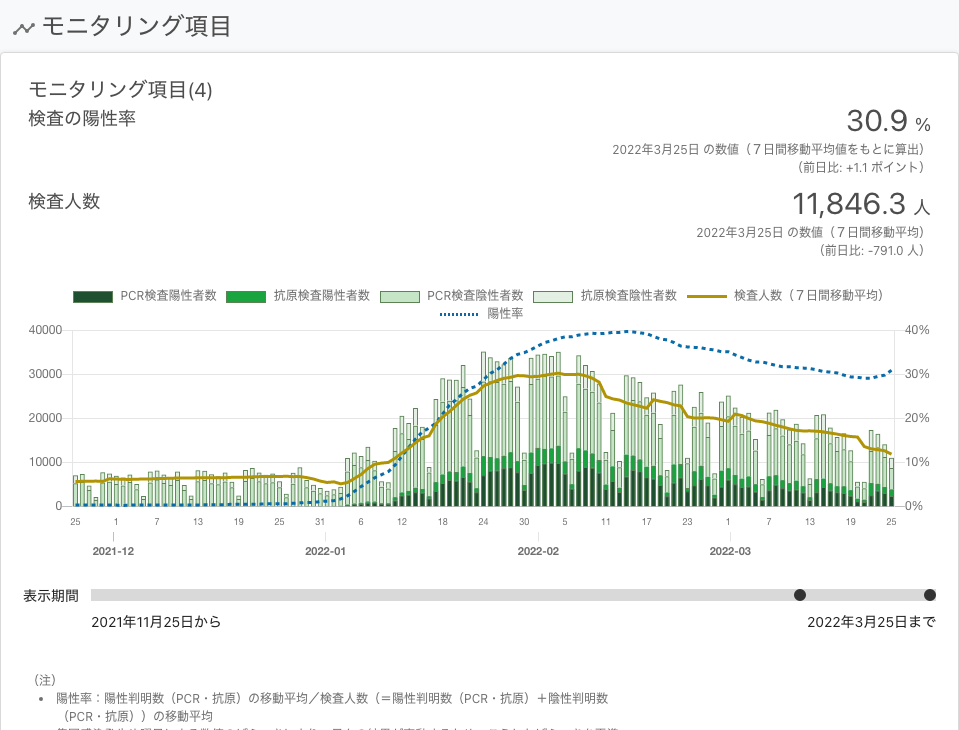 モニタリング項目
モニタリング項目(4)
検査の陽性率
30.9 %
2022年3月25日 の数値（７日間移動平均値をもとに算出）
（前日比: +1.1 ポイント）
検査人数
11,846.3 人
2022年3月25日 の数値（７日間移動平均）
（前日比: -791.0 人）
PCR検査陽性者数 抗原検査陽性者数 PCR検査陰性者数 抗原検査陰性者数 検査人数（７日間移動平均）
陽性率
40000 40%
30000 30%
20000 20%
10000 10%
0 0%
25 1 7 13 19 25 31 6 12 18 24 30 5 11 17 23 1 7 13 19 25
2021-12 2022-01 2022-02 2022-03
表示期間
2021年11月25日から 2022年3月25日まで
（注）
• 陽性率：陽性判明数（PCR・抗原）の移動平均／検査人数（＝陽性判明数（PCR・抗原）＋陰性判明数
（PCR・抗原））の移動平均